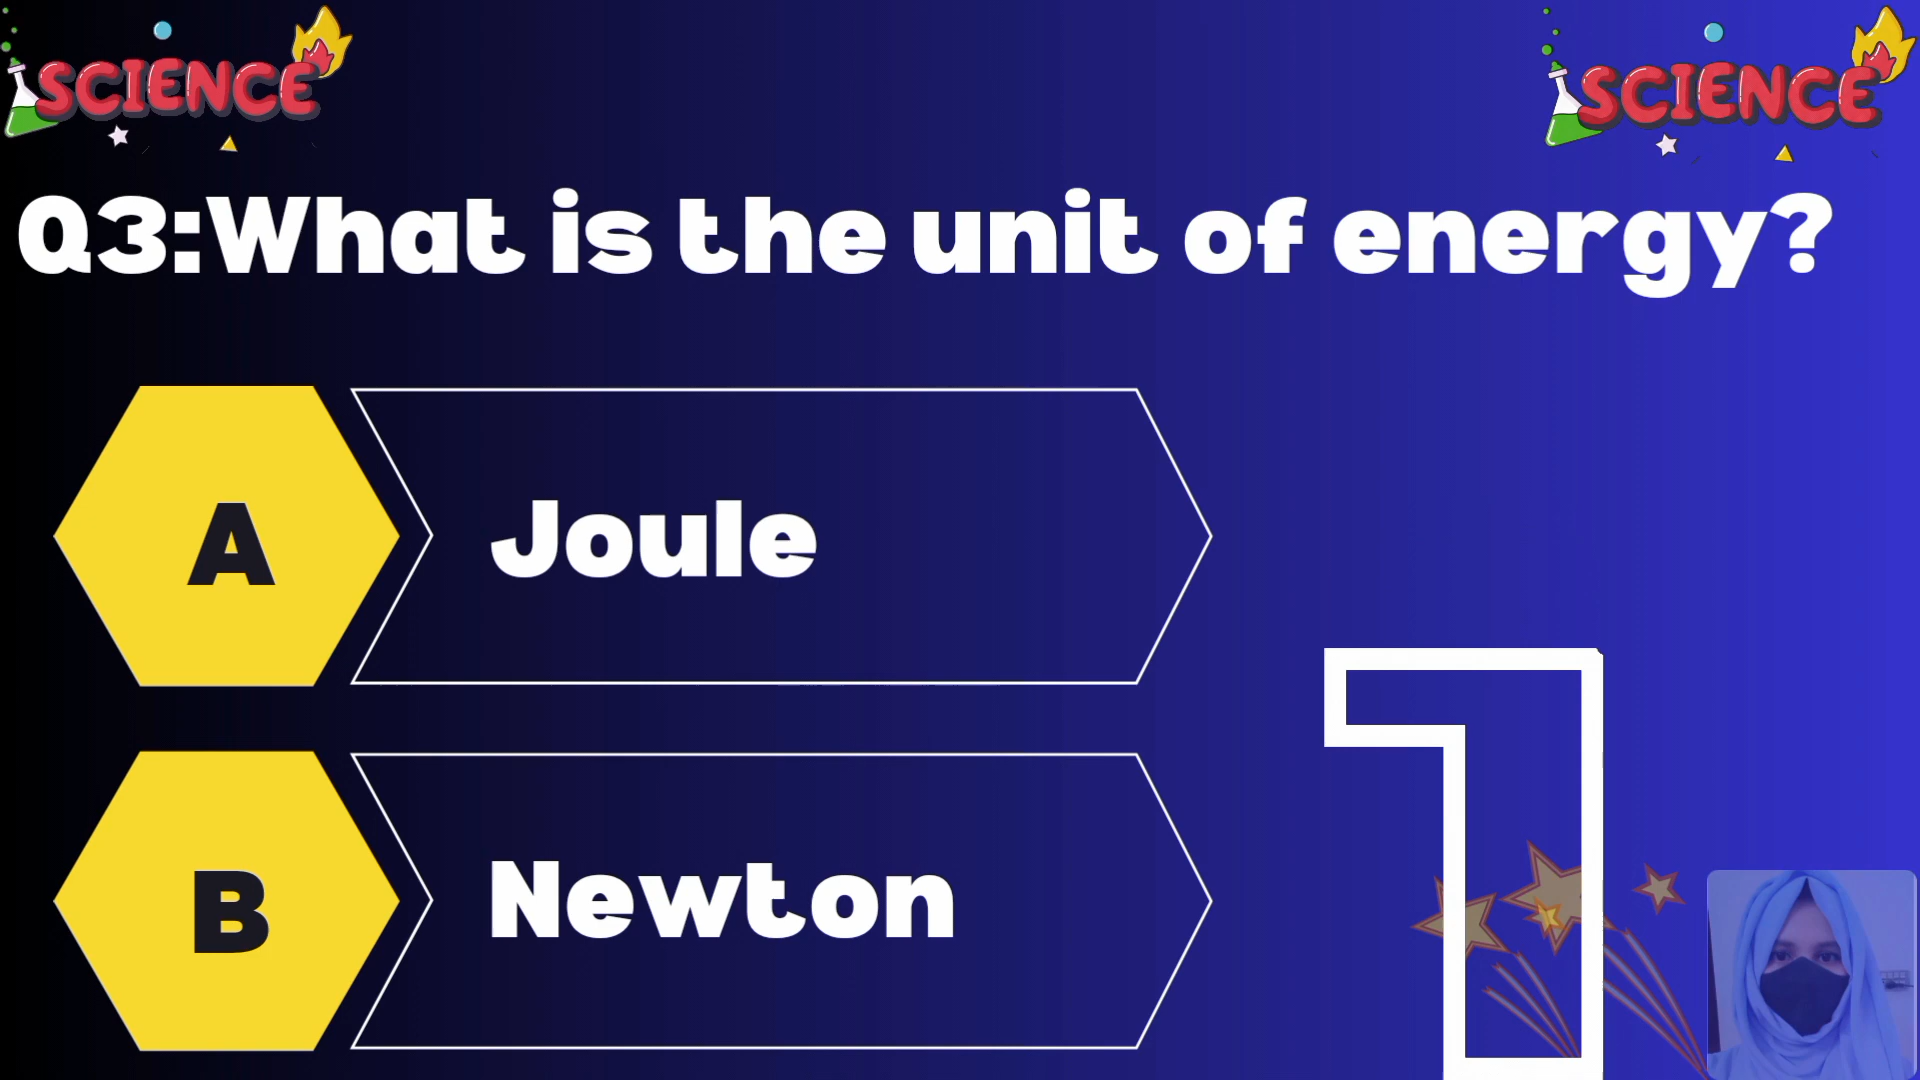 SCIENCE
SCIENCE
Q3:What is the unit of energy?
A
Joule
B
Newton
1